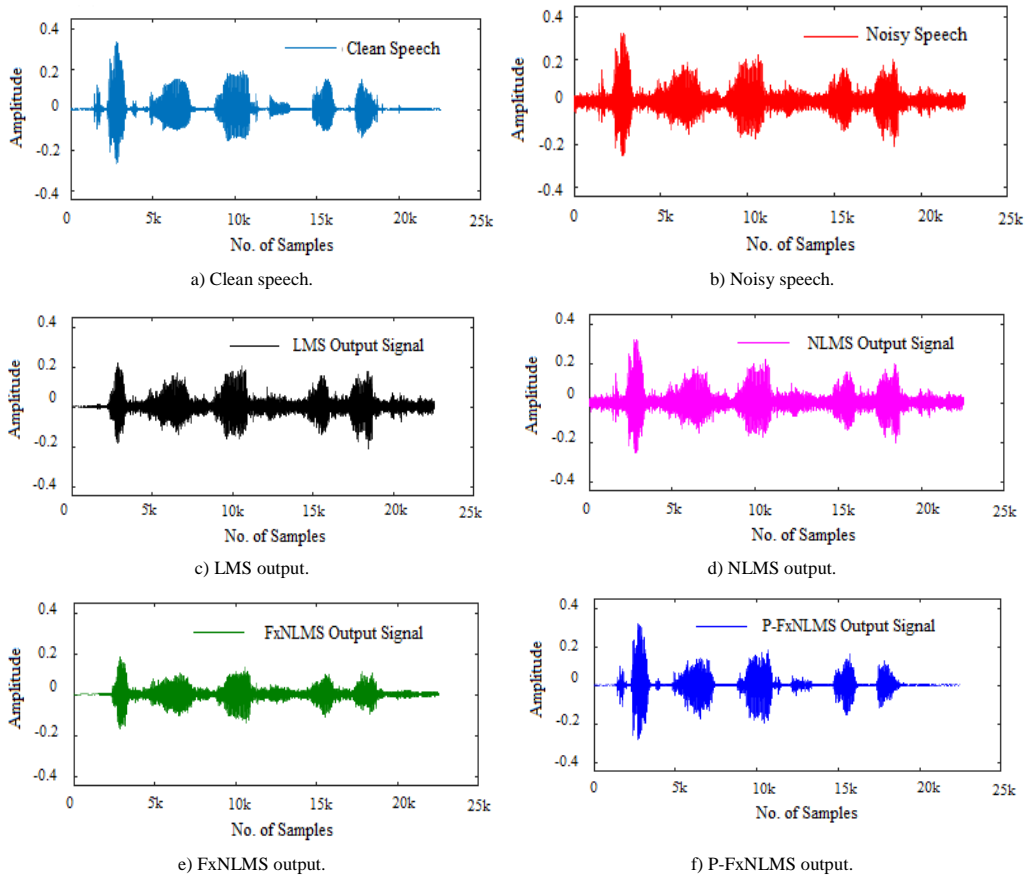 0.4
0.2
0
-0.2
-0.4
Amplitude
Clean Speech
0
5k
10k
15k
20k
25k
No. of Samples
a) Clean speech.
0.4
0.2
0
-0.2
-0.4
Amplitude
Noisy Speech
0
5k
10k
15k
20k
25k
No. of Samples
b) Noisy speech.
0.4
0.2
0
-0.2
-0.4
Amplitude
LMS Output Signal
0
5k
10k
15k
20k
25k
No. of Samples
c) LMS output.
0.4
0.2
0
-0.2
-0.4
Amplitude
NLMS Output Signal
0
5k
10k
15k
20k
25k
No. of Samples
d) NLMS output.
0.4
0.2
0
-0.2
-0.4
Amplitude
FxNLMS Output Signal
0
5k
10k
15k
20k
25k
No. of Samples
e) FxNLMS output.
0.4
0.2
0
-0.2
-0.4
Amplitude
P-FxNLMS Output Signal
0
5k
10k
15k
20k
25k
No. of Samples
f) P-FxNLMS output.